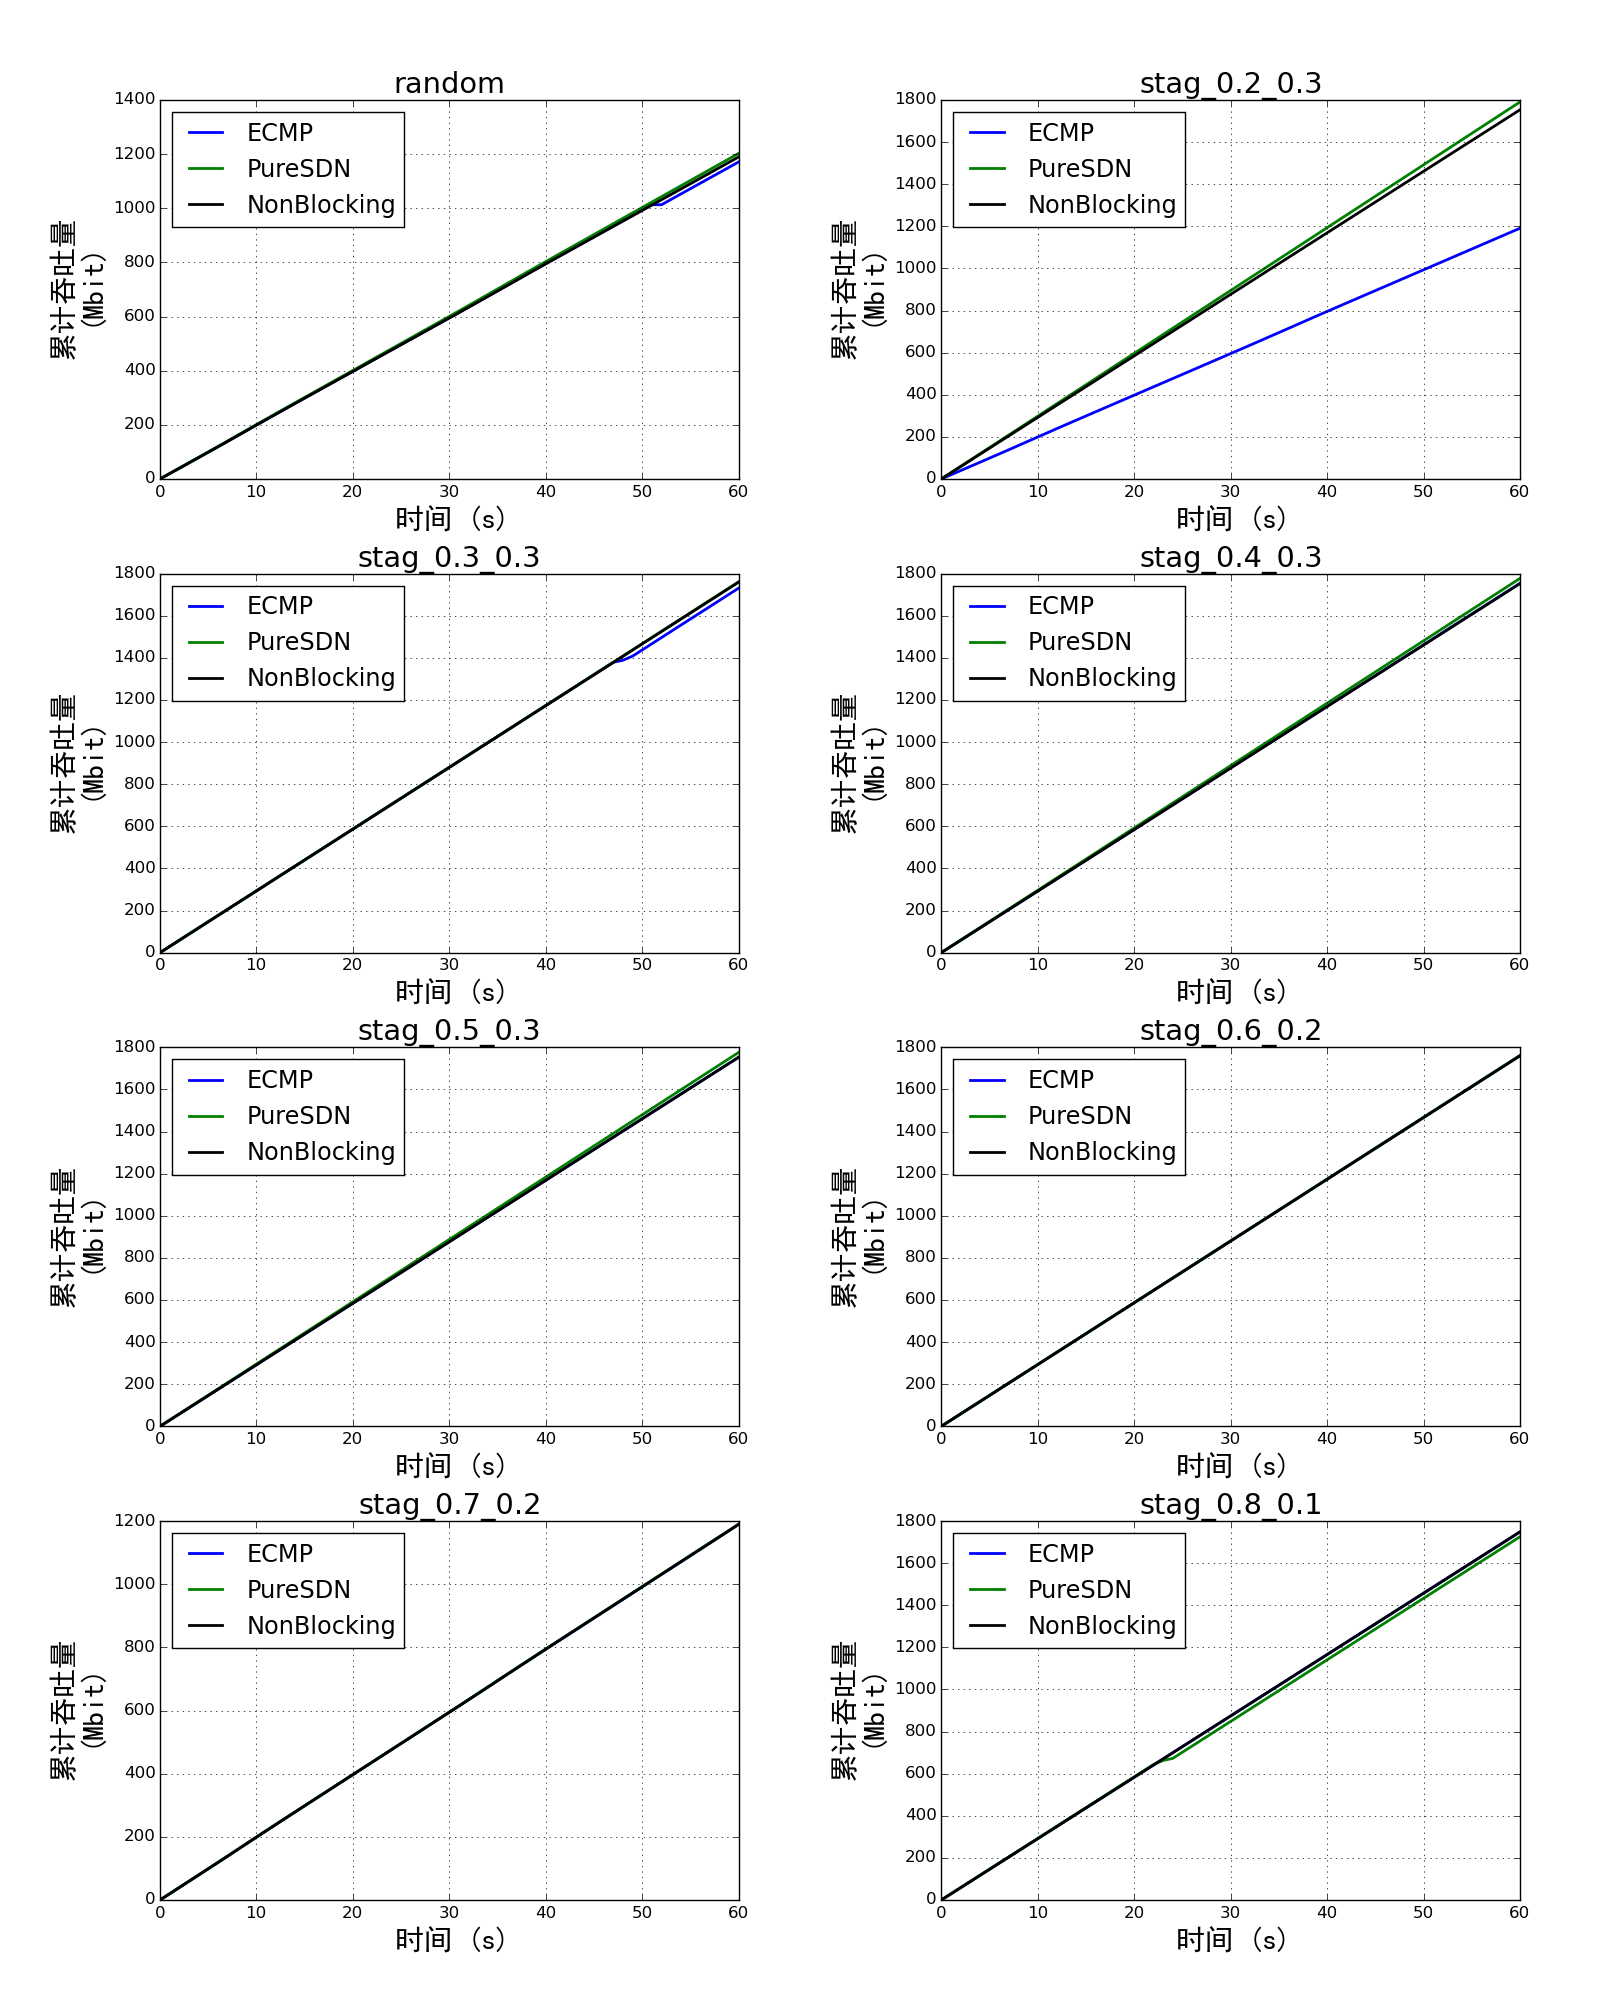 random
1400
1200
1000
800
600
400
200
0
ECMP
PureSDN
NonBlocking
累计吞吐量
(Mbit)
0 10 20 30 40 50 60
时间 (s)
stag_0.2_0.3
1800
1600
1400
1200
1000
800
600
400
200
0
ECMP
PureSDN
NonBlocking
累计吞吐量
(Mbit)
0 10 20 30 40 50 60
时间 (s)
stag_0.3_0.3
1800
1600
1400
1200
1000
800
600
400
200
0
ECMP
PureSDN
NonBlocking
累计吞吐量
(Mbit)
0 10 20 30 40 50 60
时间 (s)
stag_0.4_0.3
1800
1600
1400
1200
1000
800
600
400
200
0
ECMP
PureSDN
NonBlocking
累计吞吐量
(Mbit)
0 10 20 30 40 50 60
时间 (s)
stag_0.5_0.3
1800
1600
1400
1200
1000
800
600
400
200
0
ECMP
PureSDN
NonBlocking
累计吞吐量
(Mbit)
0 10 20 30 40 50 60
时间 (s)
stag_0.6_0.2
1800
1600
1400
1200
1000
800
600
400
200
0
ECMP
PureSDN
NonBlocking
累计吞吐量
(Mbit)
0 10 20 30 40 50 60
时间 (s)
stag_0.7_0.2
1200
1000
800
600
400
200
0
ECMP
PureSDN
NonBlocking
累计吞吐量
(Mbit)
0 10 20 30 40 50 60
时间 (s)
stag_0.8_0.1
1800
1600
1400
1200
1000
800
600
400
200
0
ECMP
PureSDN
NonBlocking
累计吞吐量
(Mbit)
0 10 20 30 40 50 60
时间 (s)